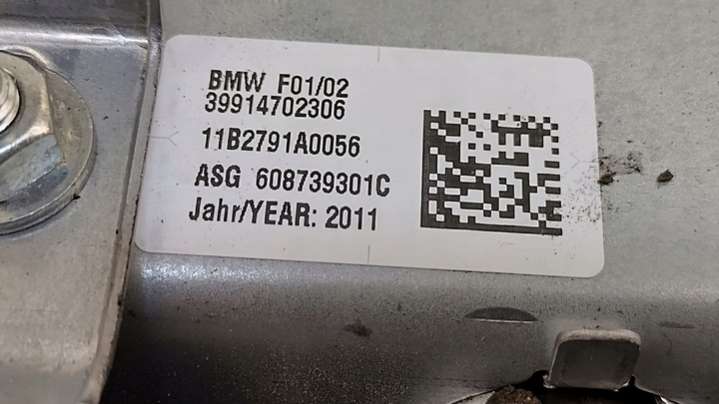 BMW F01/02
39914702306
11B2791A0056
ASG 608739301C
Jahr/YEAR: 2011